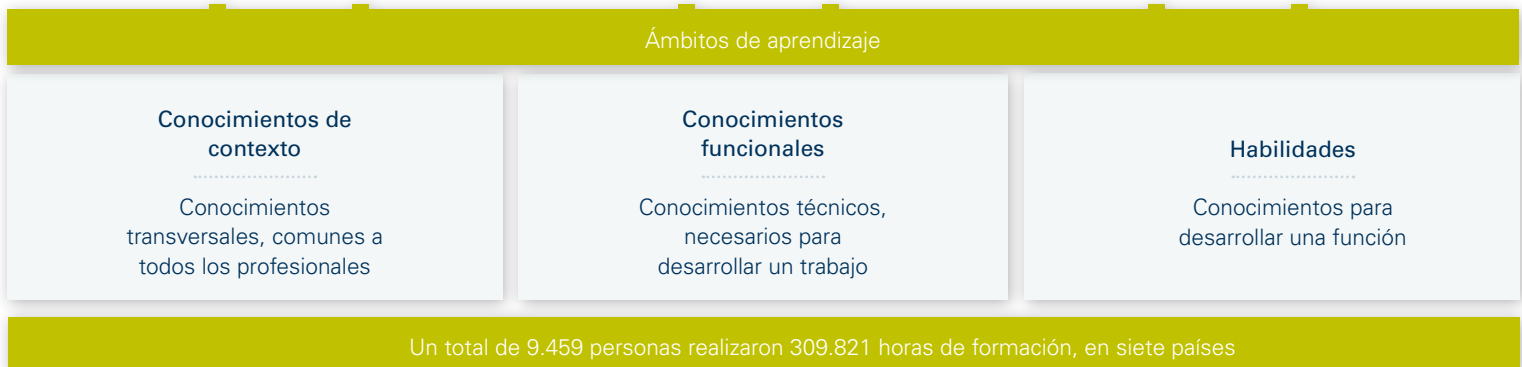 Ámbitos de aprendizaje
Conocimientos de
contexto
Conocimientos
transversales, comunes a
todos los profesionales
Conocimientos
funcionales
Conocimientos técnicos,
necesarios para
desarrollar un trabajo
Habilidades
Conocimientos para
desarrollar una función
Un total de 9.459 personas realizaron 309.821 horas de formación, en siete países